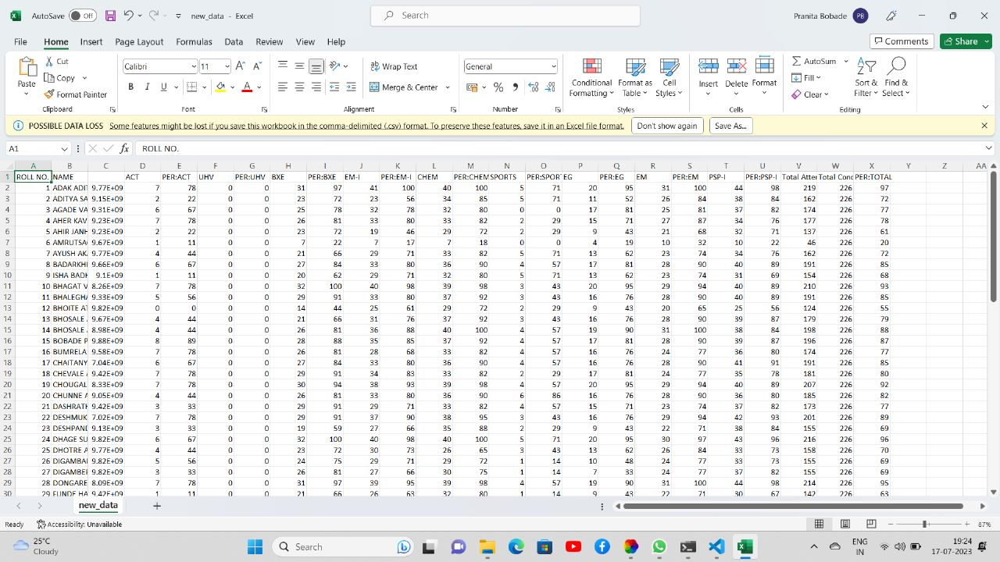 AutoSave Off new_data - Excel Search Pranita Bobade PB
File Home Insert Page Layout Formulas Data Review View Help Comments Share
Paste Cut Copy Format Painter Clipboard
Calibri 11 B I U A Font
Wrap Text Merge & Center Alignment
General % Number
Conditional Formatting Format as Table Cell Styles Styles
Insert Delete Format Cells
AutoSum Fill Clear Sort & Filter Find & Select Editing
POSSIBLE DATA LOSS Some features might be lost if you save this workbook in the comma-delimited (.csv) format. To preserve these features, save it in an Excel file format. Don't show again Save As...
A1 fx ROLL NO.
A B C D E F G H I J K L M N O P Q R S T U V W X Y Z AA
1 ROLL NO. NAME ACT PER:ACT UHV PER:UHV BXE PER:BXE EM-I PER:EM-I CHEM PER:CHEM SPORTS PER:SPOR EG PER:EG EM PER:EM PSP-I PER:PSP-I Total Atte Total Cond PER:TOTAL
2 1 ADAK ADIT 9.77E+09 7 78 0 0 31 97 41 100 40 100 5 71 20 95 31 100 44 98 219 226 97
3 2 ADITYA SA 9.15E+09 2 22 0 0 23 72 23 56 34 85 5 71 11 52 26 84 38 84 162 226 72
4 3 AGADE VA 9.31E+09 6 67 0 0 25 78 32 78 32 80 0 0 17 81 25 81 37 82 174 226 77
5 4 AHER KAV 9.33E+09 7 78 0 0 26 81 33 80 33 82 2 29 15 71 27 87 34 76 177 226 78
6 5 AHIR JANH 9.23E+09 2 22 0 0 23 72 19 46 29 72 2 29 9 43 21 68 32 71 137 226 61
7 6 AMRUTSA 9.67E+09 1 11 0 0 7 22 7 17 7 18 0 0 4 19 10 32 10 22 46 226 20
8 7 AYUSH AK 9.77E+09 4 44 0 0 21 66 29 71 33 82 5 71 13 62 23 74 34 76 162 226 72
9 8 BADARKHI 9.66E+09 6 67 0 0 27 84 33 80 36 90 4 57 17 81 28 90 40 89 191 226 85
10 9 ISHA BADH 9.1E+09 1 11 0 0 20 62 29 71 32 80 5 71 13 62 23 74 31 69 154 226 68
11 10 BHAGAT V 8.26E+09 7 78 0 0 32 100 40 98 39 98 3 43 20 95 29 94 40 89 210 226 93
12 11 BHALEGHA 9.33E+09 5 56 0 0 29 91 33 80 37 92 3 43 16 76 28 90 40 89 191 226 85
13 12 BHOITE AT 9.82E+09 0 0 0 0 14 44 25 61 29 72 2 29 9 43 20 65 25 56 124 226 55
14 13 BHOSALE 9.67E+09 4 44 0 0 21 66 31 76 37 92 3 43 16 76 28 90 39 87 179 226 79
15 14 BHOSALE 8.98E+09 4 44 0 0 26 81 36 88 40 100 4 57 19 90 31 100 38 84 198 226 88
16 15 BOBADE P 9.88E+09 8 89 0 0 28 88 35 85 37 92 4 57 17 81 28 90 39 87 196 226 87
17 16 BUMRELA 9.58E+09 7 78 0 0 26 81 28 68 33 82 4 57 16 76 24 77 36 80 174 226 77
18 17 CHAITANY 7.04E+09 6 67 0 0 27 84 33 80 36 90 4 57 16 76 28 90 41 91 191 226 85
19 18 CHEVALE 9.42E+09 7 78 0 0 29 91 34 83 33 82 2 29 17 81 24 77 35 78 181 226 80
20 19 CHOUGAL 8.33E+09 7 78 0 0 30 94 38 93 39 98 4 57 20 95 29 94 40 89 207 226 92
21 20 CHUNNE A 9.05E+09 4 44 0 0 26 81 33 80 36 90 6 86 16 76 28 90 36 80 185 226 82
22 21 DASHRATH 9.42E+09 3 33 0 0 29 91 29 71 33 82 4 57 15 71 23 74 37 82 173 226 77
23 22 DESHMUK 7.02E+09 7 78 0 0 29 91 37 90 38 95 3 43 16 76 29 94 42 93 201 226 89
24 23 DESHPAND 9.13E+09 3 33 0 0 19 59 27 66 35 88 2 29 9 43 22 71 38 84 155 226 69
25 24 DHAGE SU 9.82E+09 6 67 0 0 32 100 40 98 40 100 5 71 20 95 30 97 43 96 216 226 96
26 25 DHOTRE A 9.77E+09 4 44 0 0 23 72 30 73 26 65 3 43 13 62 26 84 33 73 158 226 70
27 26 DIGAMBAI 9.82E+09 5 56 0 0 24 75 29 71 29 72 1 14 10 48 24 77 33 73 155 226 69
28 27 DIGAMBEI 9.82E+09 3 33 0 0 26 81 27 66 30 75 1 14 7 33 24 77 37 82 155 226 69
29 28 DONGARE 8.09E+09 7 78 0 0 31 97 39 95 39 98 4 57 19 90 31 100 44 98 214 226 95
30 29 FUNDE HA 9.42E+09 1 11 0 0 21 66 26 63 32 80 1 14 9 43 22 71 30 67 142 226 63
new_data
Ready Accessibility: Unavailable 87%
25°C Cloudy Search ENG IN 19:24 17-07-2023